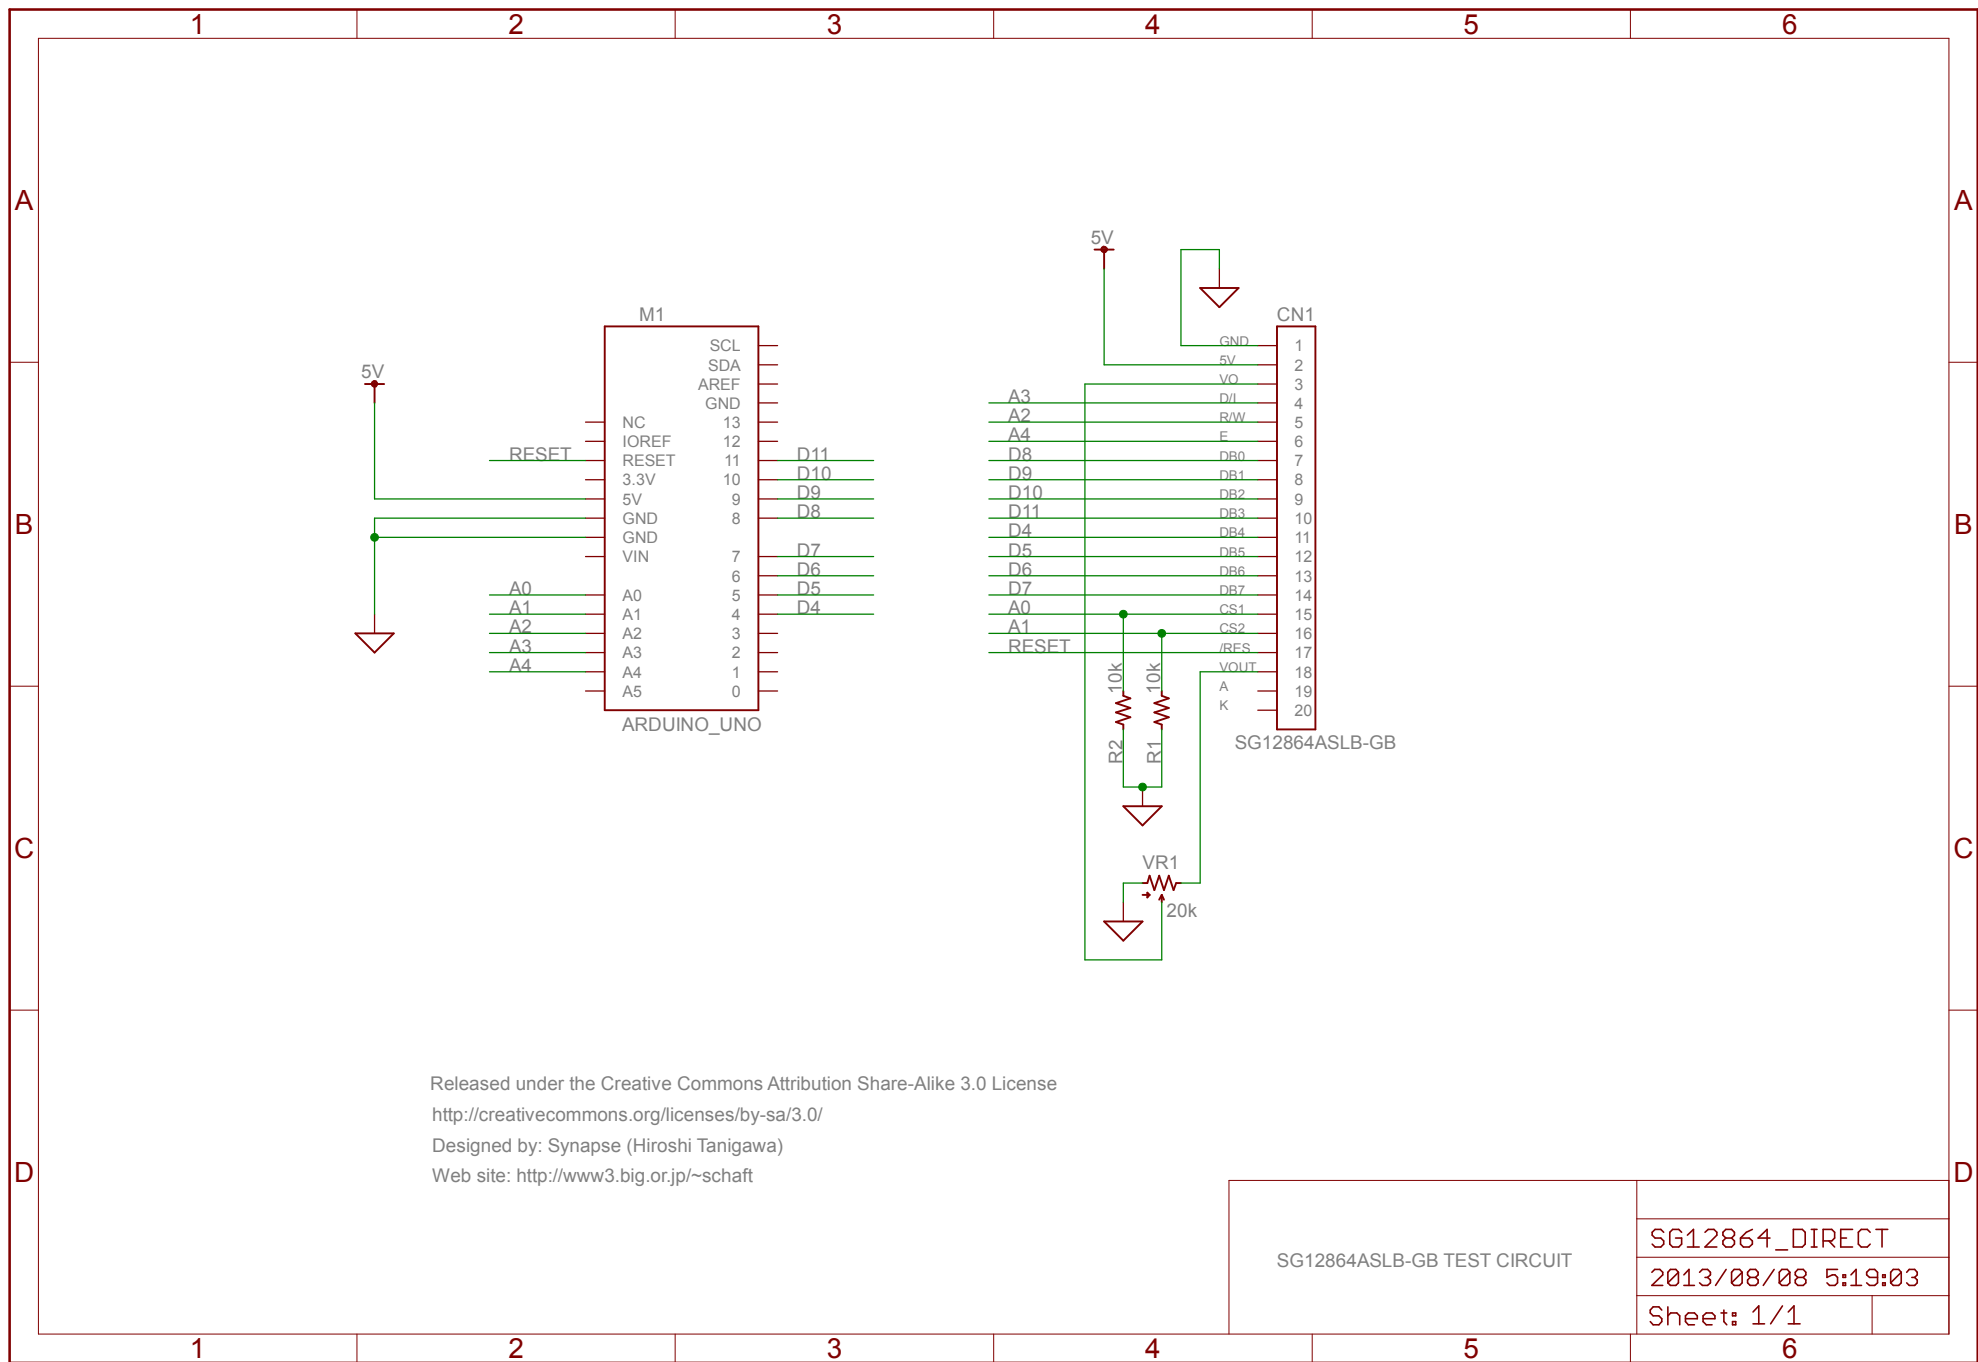 1 2 3 4 5 6
A A
5V
M1 CN1
SCL
SDA
AREF
GND
NC 13
IOREF 12
RESET RESET 11 D11
3.3V 10 D10
5V 5V 9 D9
GND 8 D8
GND
VIN 7 D7
6 D6
A0 A0 5 D5
A1 A1 4 D4
A2 A2 3
A3 A3 2
A4 A4 1
A5 0
ARDUINO_UNO
GND 1
5V 2
VO 3
A3 D/I 4
A2 R/W 5
A4 E 6
D8 DB0 7
D9 DB1 8
D10 DB2 9
D11 DB3 10
D4 DB4 11
D5 DB5 12
D6 DB6 13
D7 DB7 14
A0 CS1 15
A1 CS2 16
RESET /RES 17
VOUT 18
A 19
K 20
SG12864ASLB-GB
10k 10k
R2 R1
B B
VR1
20k
C C
Released under the Creative Commons Attribution Share-Alike 3.0 License
http://creativecommons.org/licenses/by-sa/3.0/
Designed by: Synapse (Hiroshi Tanigawa)
Web site: http://www3.big.or.jp/~schaft
D D
SG12864ASLB-GB TEST CIRCUIT
SG12864_DIRECT
2013/08/08 5:19:03
Sheet: 1/1
1 2 3 4 5 6